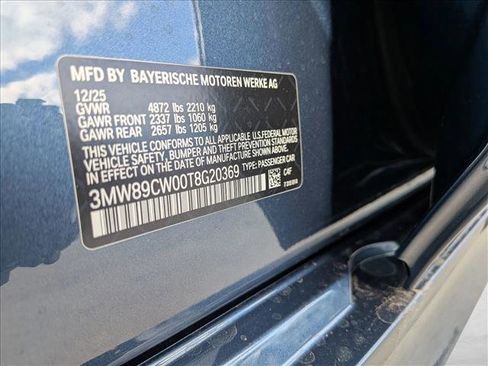 MFD BY BAYERISCHE MOTOREN WERKE AG
12/25
GVWR 4872 lbs 2210 kg
GAWR FRONT 2337 lbs 1060 kg
GAWR REAR 2657 lbs 1205 kg
THIS VEHICLE CONFORMS TO ALL APPLICABLE U.S.FEDERAL MOTOR
VEHICLE SAFETY, BUMPER, AND THEFT PREVENTION
STANDARDS IN EFFECT ON THE DATE OF
MANUFACTURE SHOWN ABOVE.
3MW89CW00T8G20369 TYPE: PASSENGER CAR
C4F